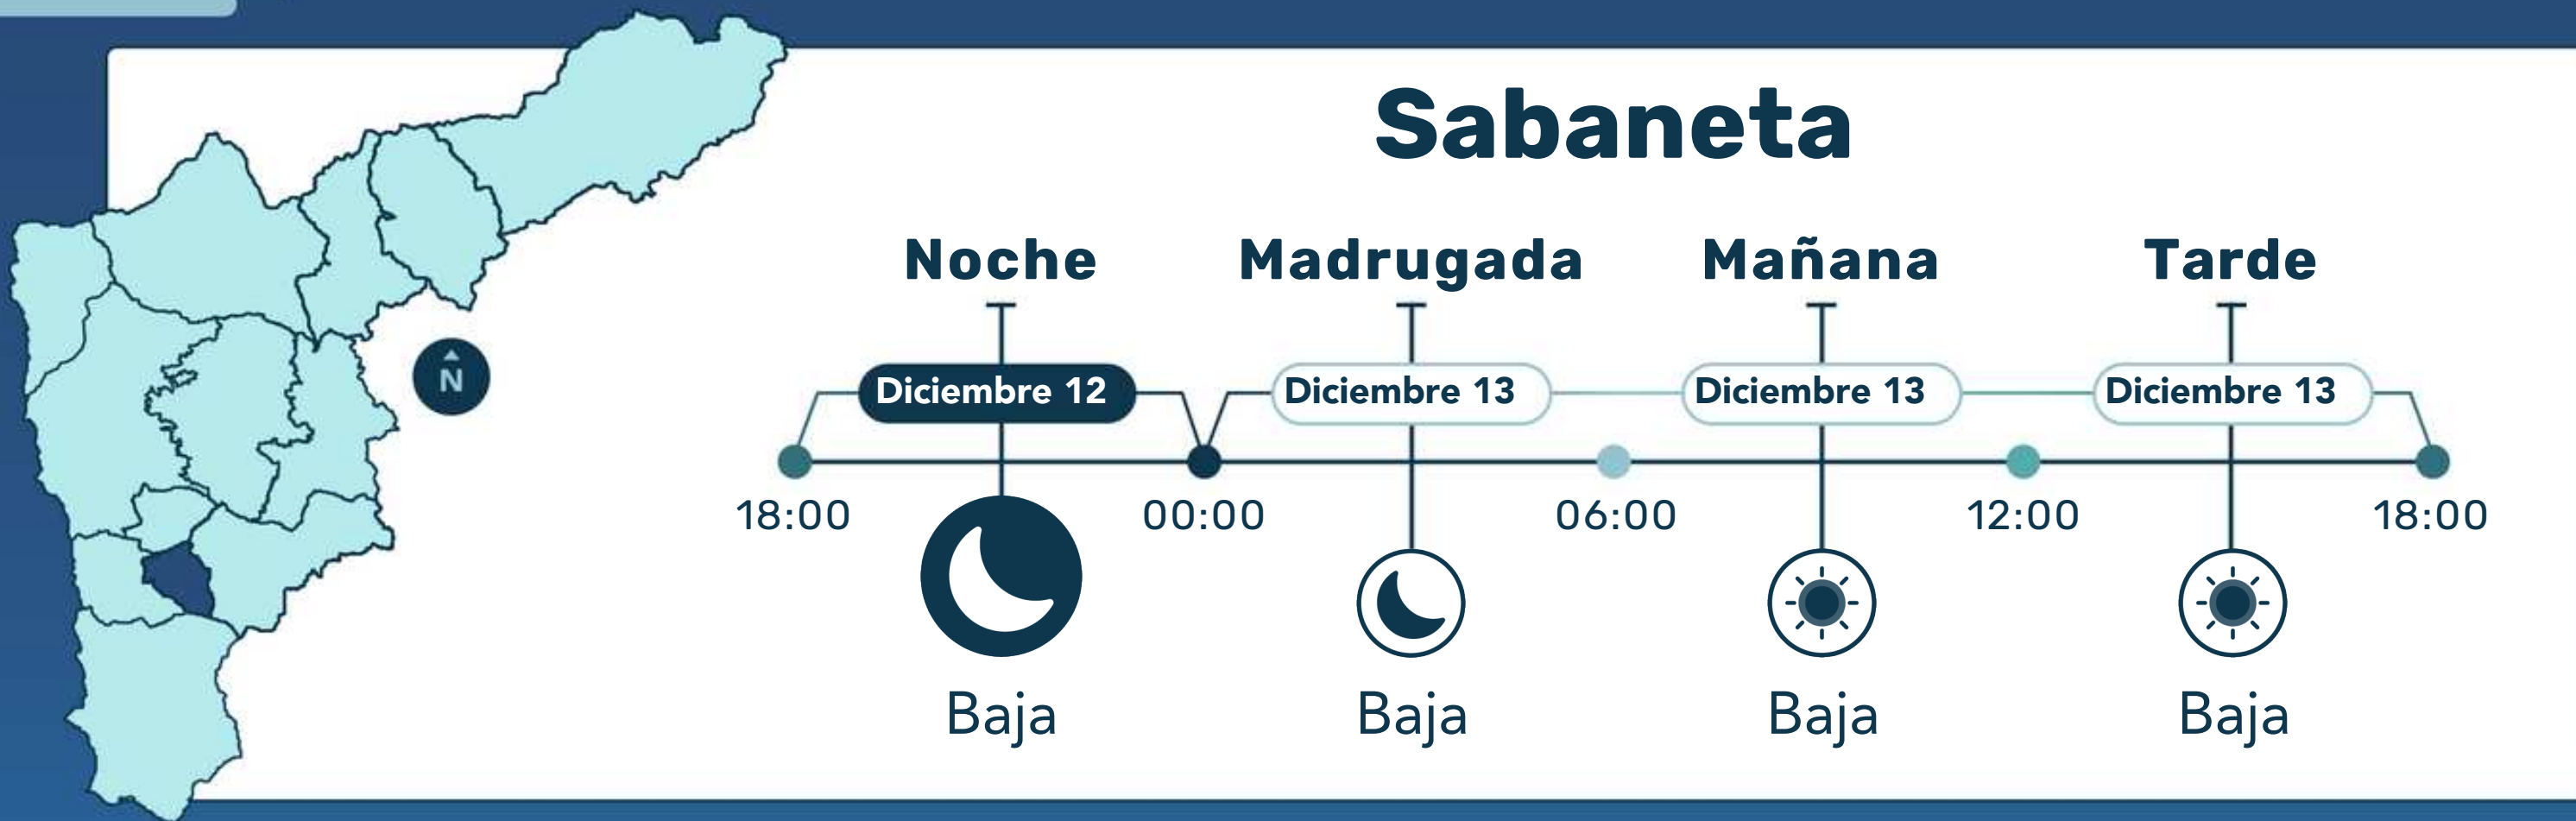 Sabaneta
Noche Madrugada Mañana Tarde
Diciembre 12 Diciembre 13 Diciembre 13 Diciembre 13
N
18:00 00:00 06:00 12:00 18:00
Baja Baja Baja Baja